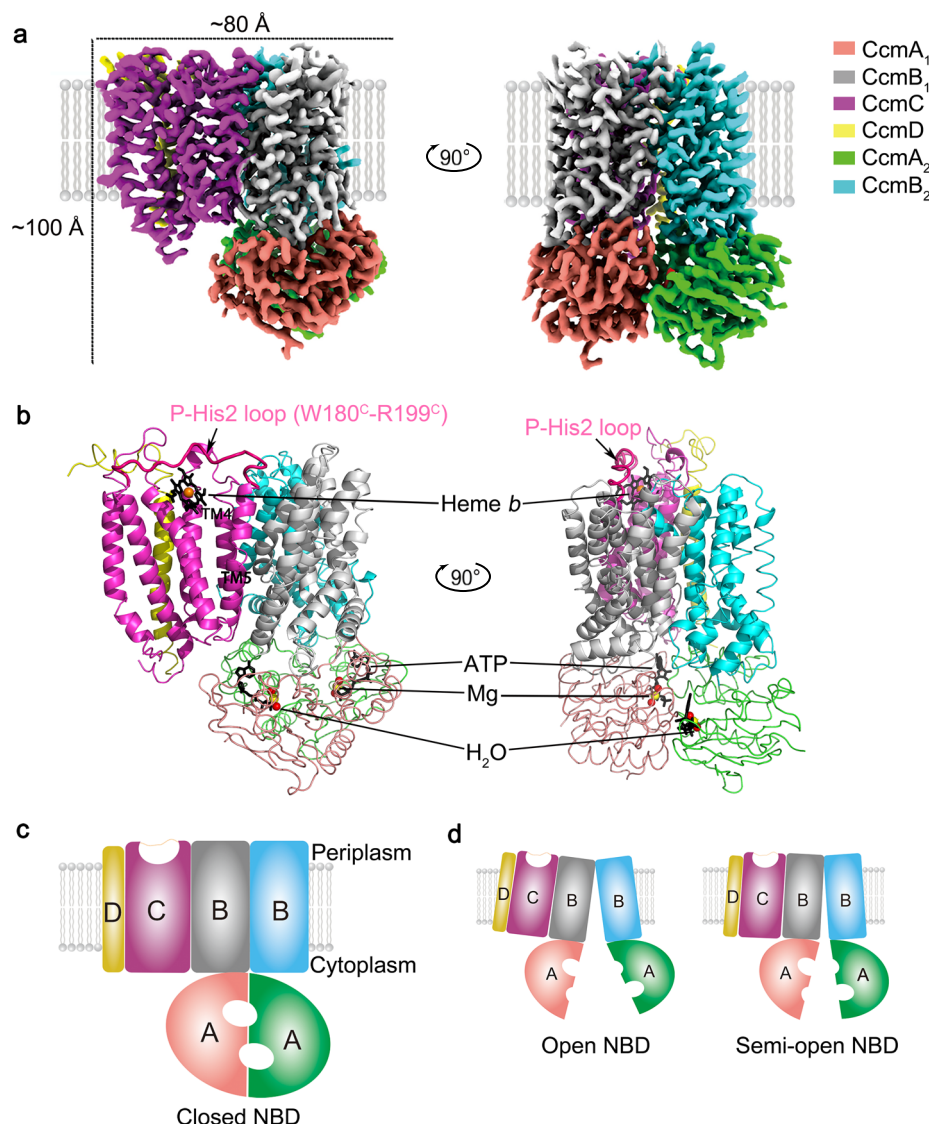 a
~80 Å
~100 Å
90°
CcmA₁
CcmB₁
CcmC
CcmD
CcmA₂
CcmB₂
b
P-His2 loop (W180ᶜ-R199ᶜ)
P-His2 loop
Heme b
TM4
TM5
90°
ATP
Mg
H₂O
c
Periplasm
D
C
B
B
Cytoplasm
A
A
Closed NBD
d
D
C
B
B
A
A
Open NBD
D
C
B
B
A
A
Semi-open NBD